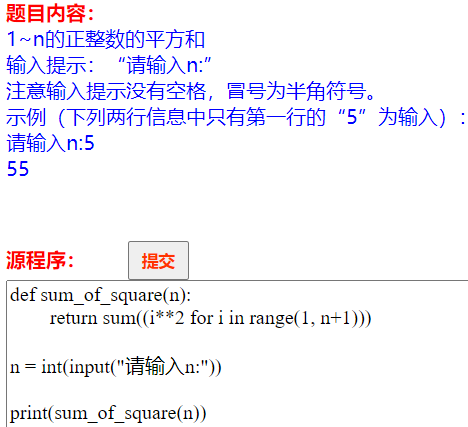 题目内容：
1~n的正整数的平方和
输入提示：“请输入n:”
注意输入提示没有空格，冒号为半角符号。
示例（下列两行信息中只有第一行的“5”为输入）：
请输入n:5
55
源程序： 提交
def sum_of_square(n):
        return sum((i**2 for i in range(1, n+1)))
n = int(input("请输入n:"))
print(sum_of_square(n))